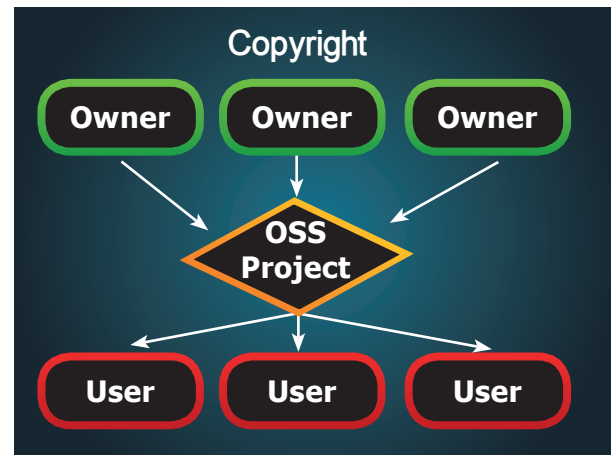 Copyright
Owner Owner Owner
OSS
Project
User User User